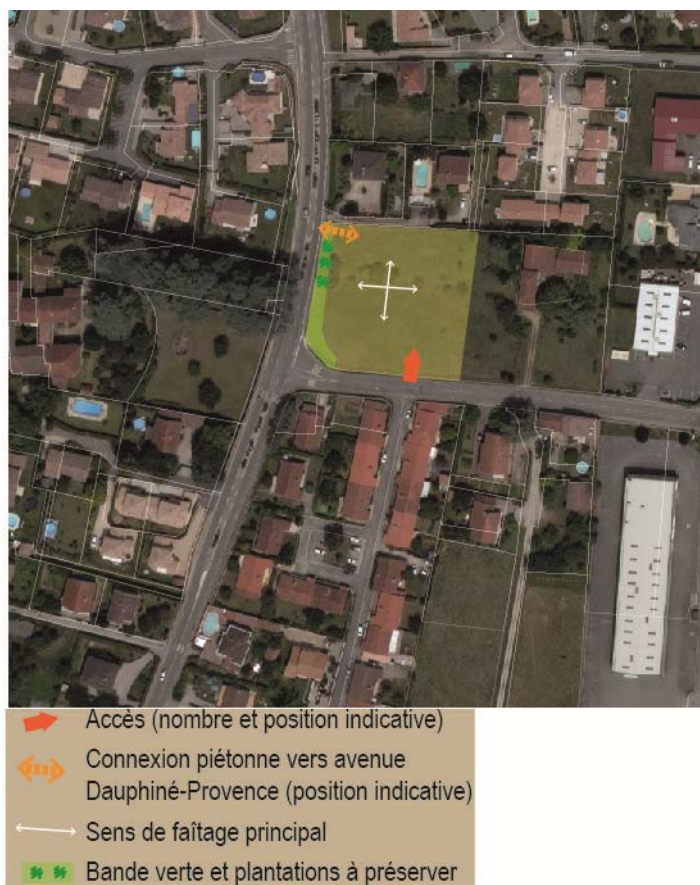 Accès (nombre et position indicative)
Connexion piétonne vers avenue
Dauphiné-Provence (position indicative)
Sens de faîtage principal
Bande verte et plantations à préserver